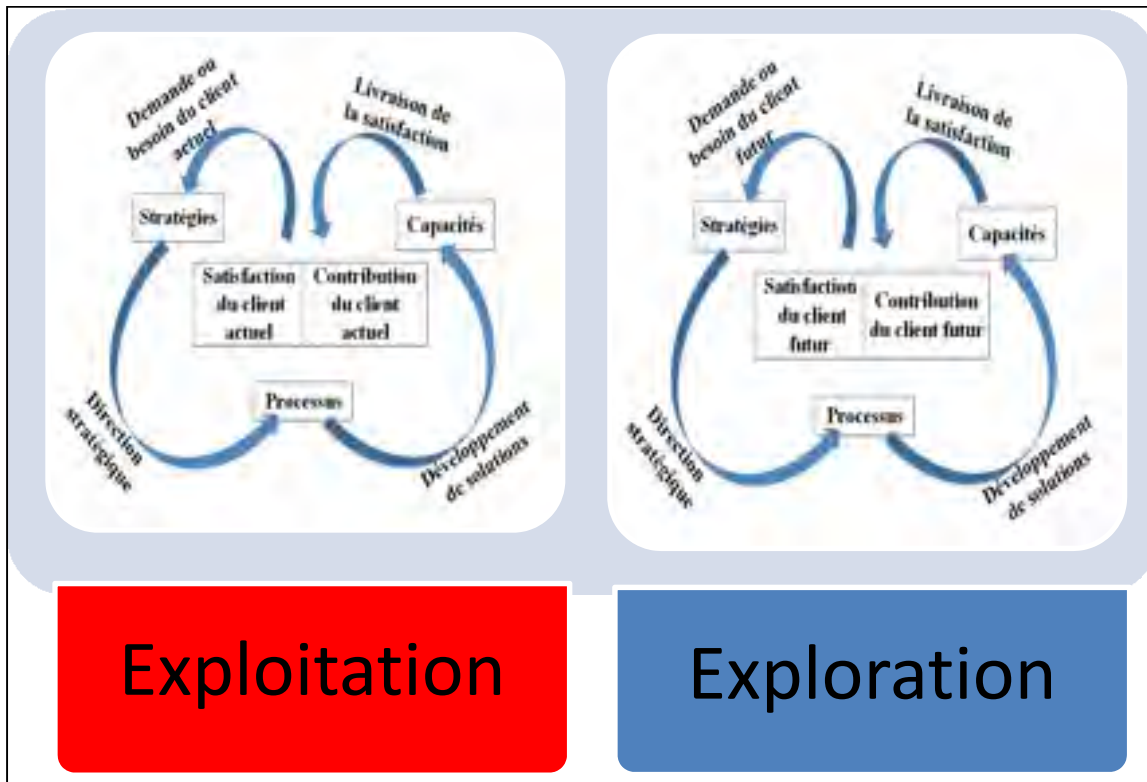 Demande ou
besoin du client
actuel
Livraison de
la satisfaction
Stratégies
Capacités
Satisfaction
du client
actuel
Contribution
du client
actuel
Processus
Direction
stratégique
Développement
de solutions
Exploitation
Demande ou
besoin du client
futur
Livraison de
la satisfaction
Stratégies
Capacités
Satisfaction
du client
futur
Contribution
du client futur
Processus
Direction
stratégique
Développement
de solutions
Exploration